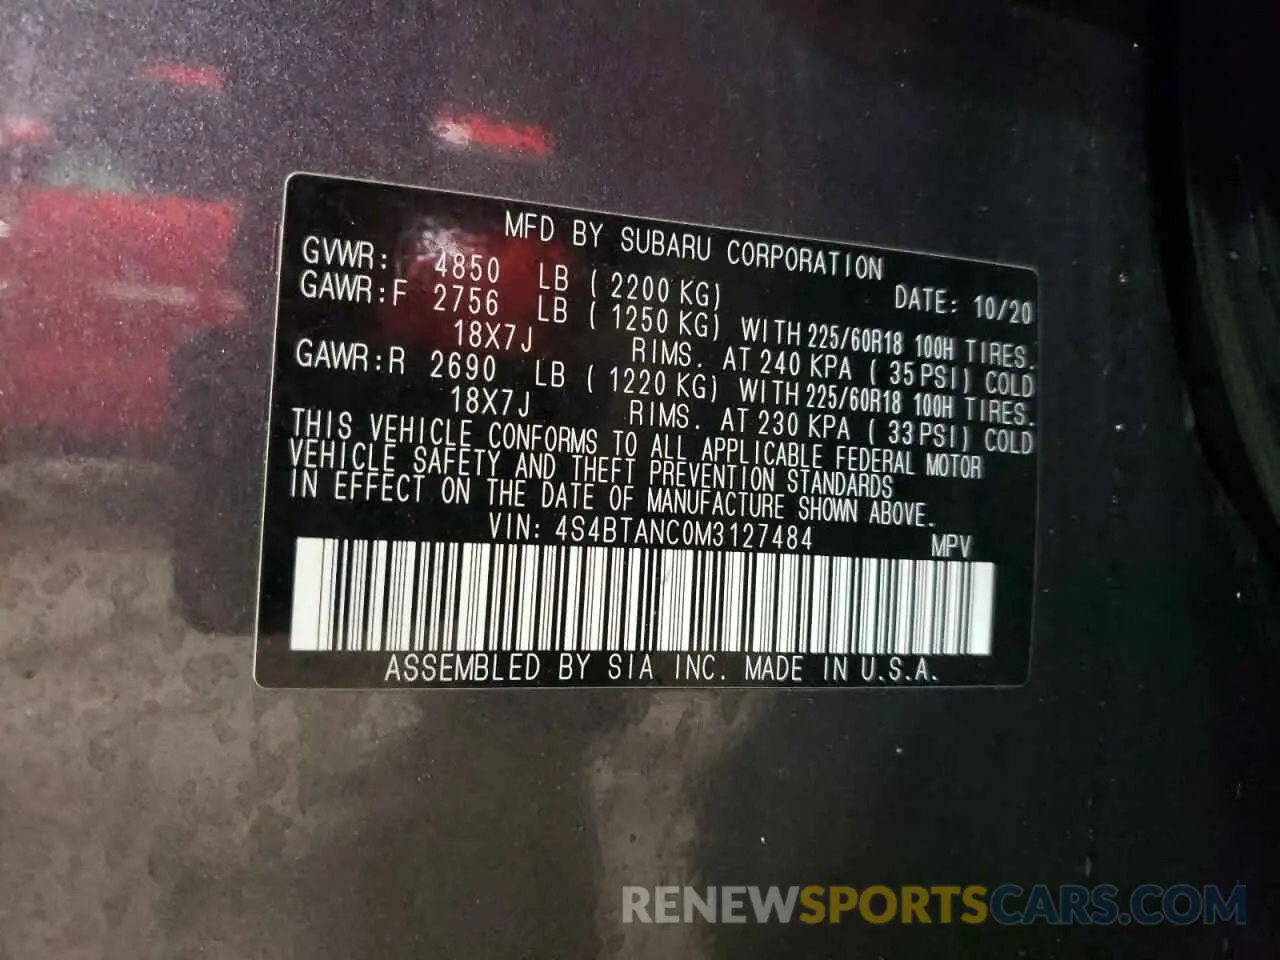 MFD BY SUBARU CORPORATION
GVWR: 4850 LB ( 2200 KG) DATE: 10/20
GAWR:F 2756 LB ( 1250 KG) WITH 225/60R18 100H TIRES.
18X7J RIMS. AT 240 KPA ( 35PSI) COLD
GAWR:R 2690 LB ( 1220 KG) WITH 225/60R18 100H TIRES.
18X7J RIMS. AT 230 KPA ( 33PSI) COLD
THIS VEHICLE CONFORMS TO ALL APPLICABLE FEDERAL MOTOR
VEHICLE SAFETY AND THEFT PREVENTION STANDARDS
IN EFFECT ON THE DATE OF MANUFACTURE SHOWN ABOVE.
VIN: 4S4BTANC0M3127484 MPV
ASSEMBLED BY SIA INC. MADE IN U.S.A.
RENEWSPORTSCARS.COM